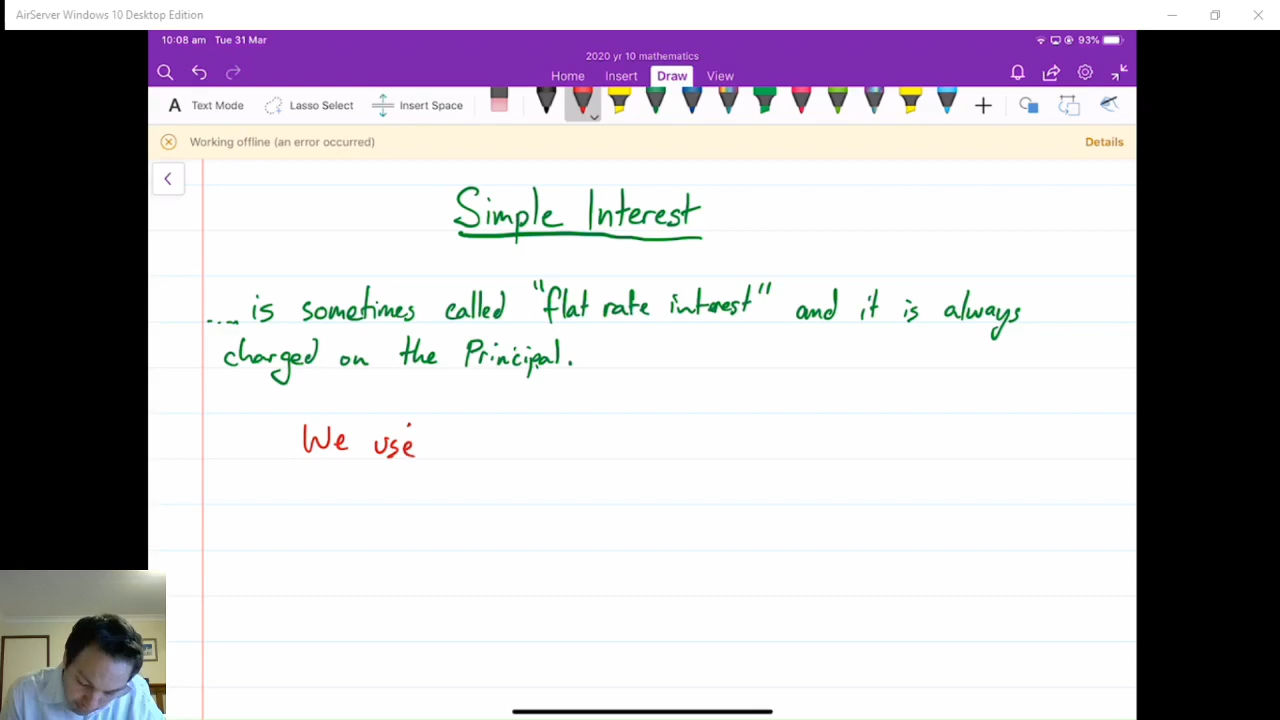 AirServer Windows 10 Desktop Edition
10:08 am Tue 31 Mar
93%
2020 yr 10 mathematics
Home Insert Draw View
A Text Mode Lasso Select Insert Space
Working offline (an error occurred) Details
Simple Interest
.... is sometimes called "flat rate interest" and it is always
charged on the Principal.
We use